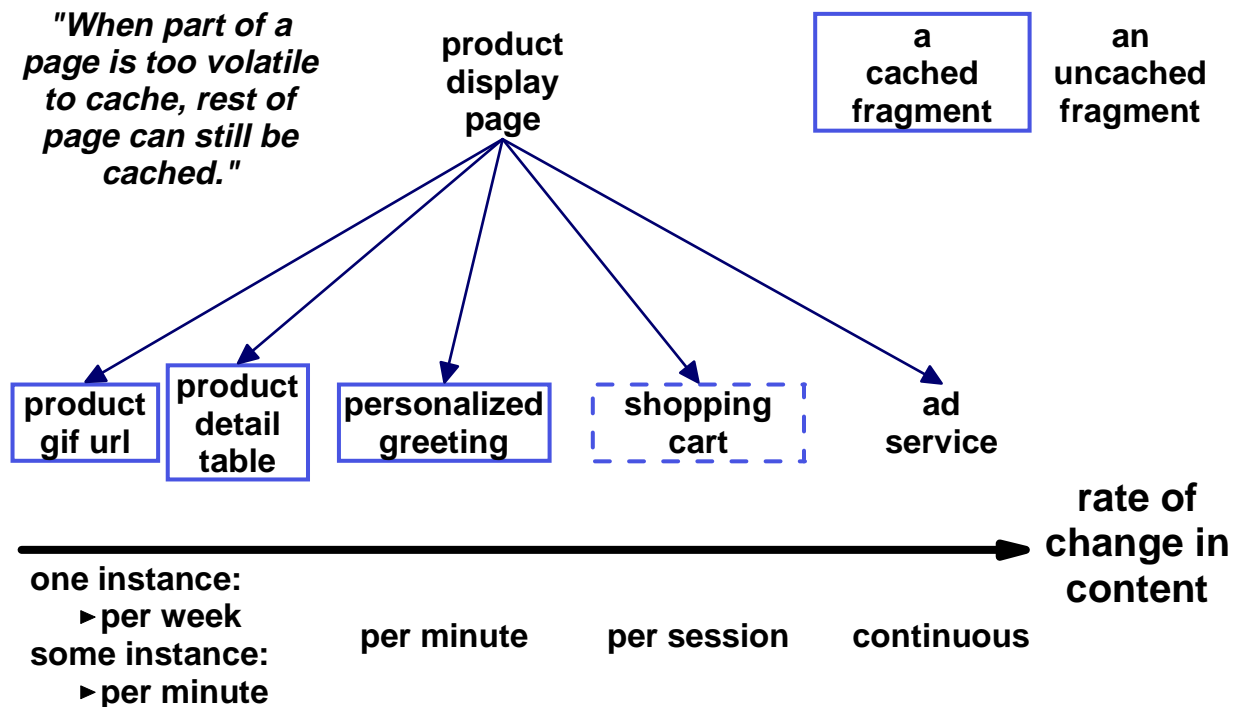 "When part of a
page is too volatile
to cache, rest of
page can still be
cached."
product
display
page
a
cached
fragment
an
uncached
fragment
product
gif url
product
detail
table
personalized
greeting
shopping
cart
ad
service
rate of
change in
content
one instance:
►per week
some instance:
►per minute
per minute
per session
continuous